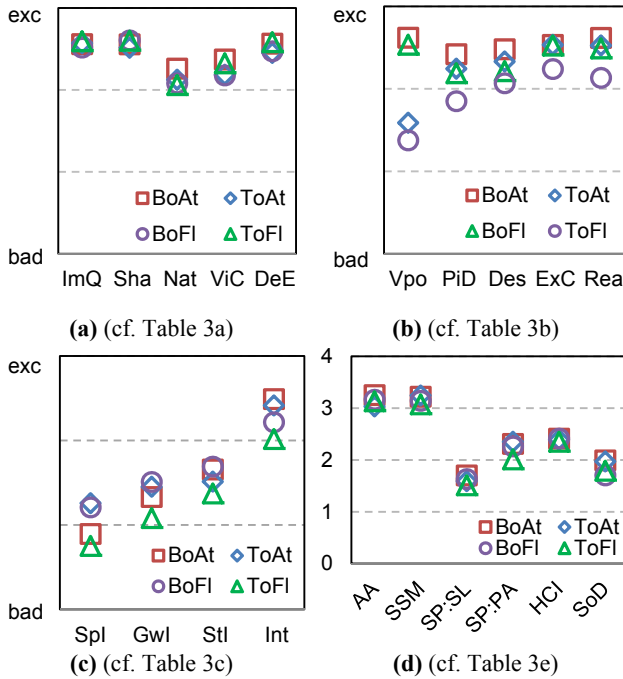 exc
BoAt ToAt
BoFl ToFl
bad
ImQ Sha Nat ViC DeE
(a) (cf. Table 3a)
exc
BoAt ToAt
BoFl ToFl
bad
Vpo PiD Des ExC Rea
(b) (cf. Table 3b)
exc
BoAt ToAt
BoFl ToFl
bad
SpI GwI StI Int
(c) (cf. Table 3c)
4
3
2
1
0
BoAt ToAt
BoFl ToFl
AA SSM SP:SL SP:PA HCI SoD
(d) (cf. Table 3e)